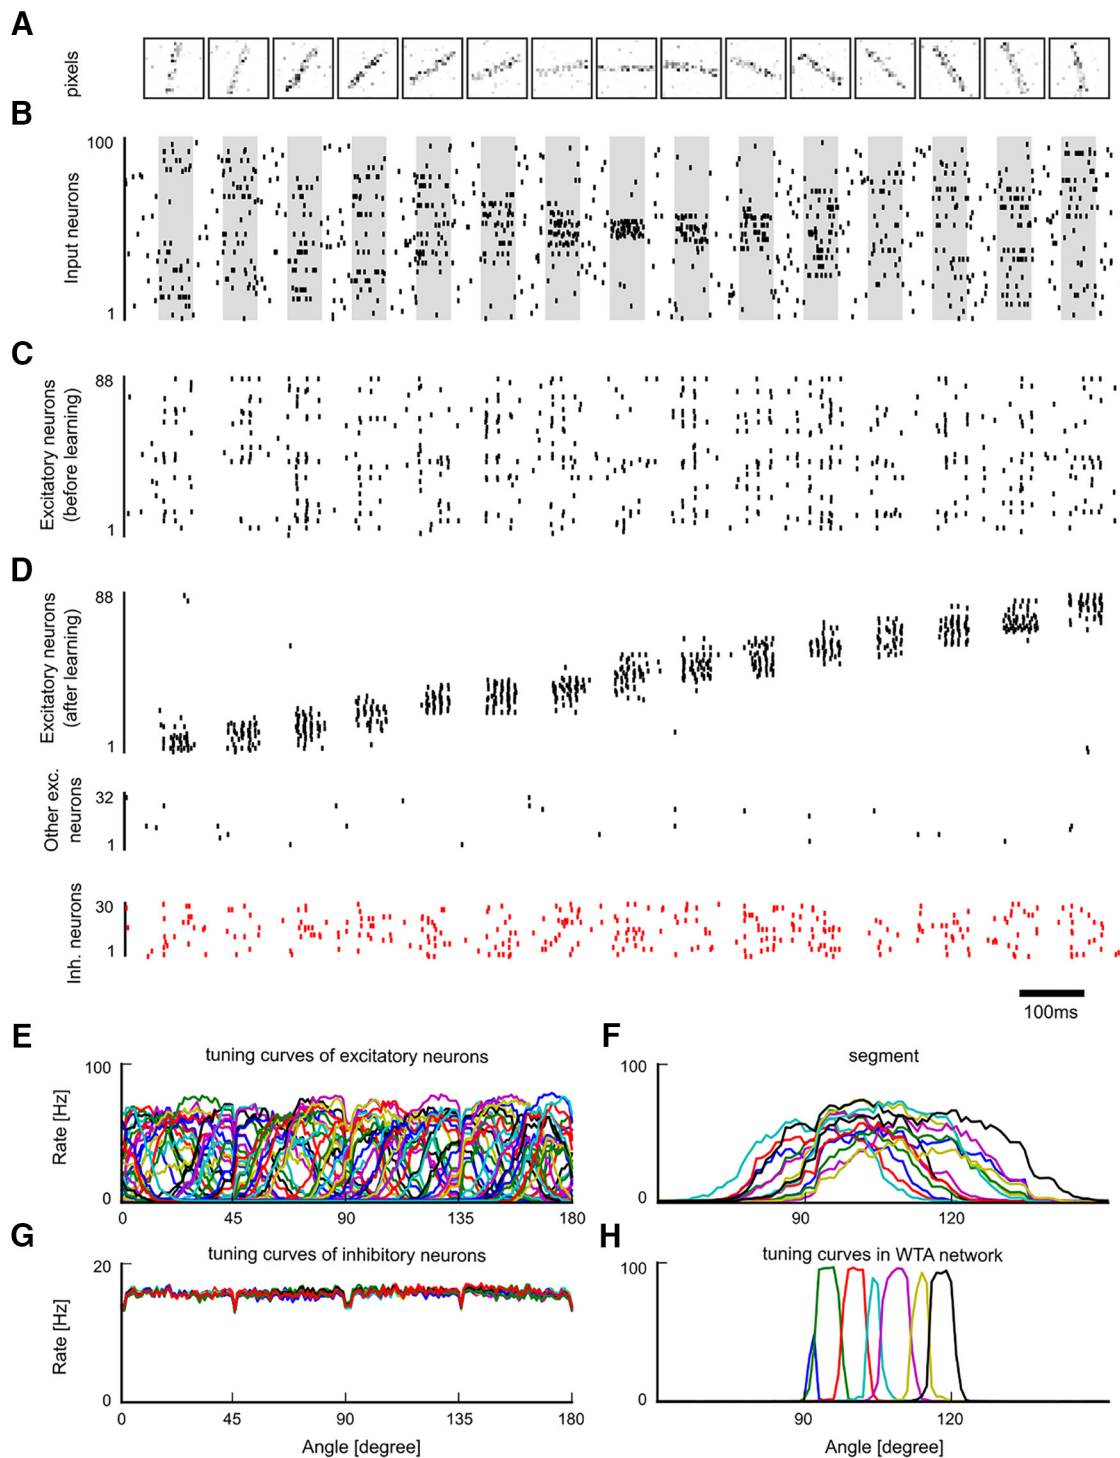 A
pixels
B
100
Input neurons
1
C
88
Excitatory neurons
(before learning)
1
D
88
Excitatory neurons
(after learning)
1
32
Other exc.
neurons
1
30
Inh. neurons
1
100ms
E
tuning curves of excitatory neurons
100
Rate [Hz]
0
0 45 90 135 180
F
segment
100
0
90 120
G
tuning curves of inhibitory neurons
20
Rate [Hz]
0
0 45 90 135 180
Angle [degree]
H
tuning curves in WTA network
100
0
90 120
Angle [degree]